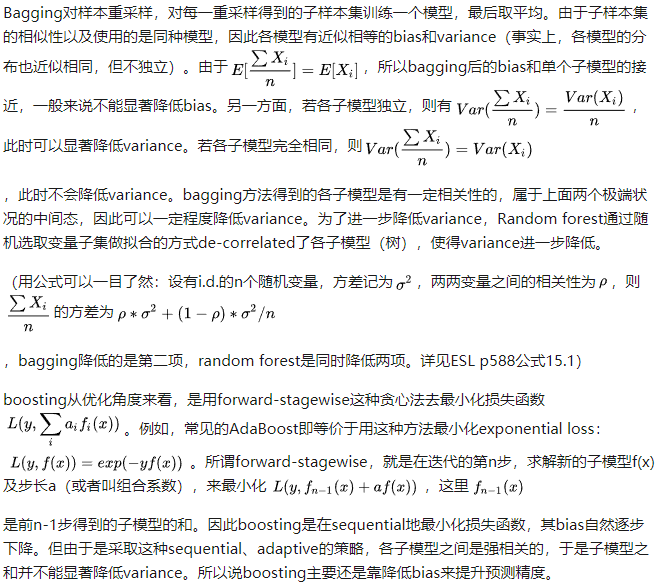 Bagging对样本重采样，对每一重采样得到的子样本集训练一个模型，最后取平均。由于子样本集
的相似性以及使用的是同种模型，因此各模型有近似相等的bias和variance（事实上，各模型的分
布也近似相同，但不独立）。由于 E[∑X_i/n] = E[X_i] ，所以bagging后的bias和单个子模型的接
近，一般来说不能显著降低bias。另一方面，若各子模型独立，则有 Var(∑X_i/n) = Var(X_i)/n ，
此时可以显著降低variance。若各子模型完全相同，则 Var(∑X_i/n) = Var(X_i)
，此时不会降低variance。bagging方法得到的各子模型是有一定相关性的，属于上面两个极端状
况的中间态，因此可以一定程度降低variance。为了进一步降低variance，Random forest通过随
机选取变量子集做拟合的方式de-correlated了各子模型（树），使得variance进一步降低。
（用公式可以一目了然：设有i.d.的n个随机变量，方差记为 σ² ，两两变量之间的相关性为 ρ ，则
∑X_i/n 的方差为 ρ * σ² + (1 − ρ) * σ²/n
，bagging降低的是第二项，random forest是同时降低两项。详见ESL p588公式15.1）
boosting从优化角度来看，是用forward-stagewise这种贪心法去最小化损失函数
L(y, ∑_i a_i f_i(x)) 。例如，常见的AdaBoost即等价于用这种方法最小化exponential loss：
L(y, f(x)) = exp(−yf(x)) 。所谓forward-stagewise，就是在迭代的第n步，求解新的子模型f(x)
及步长a（或者叫组合系数），来最小化 L(y, f_{n−1}(x) + af(x)) ，这里 f_{n−1}(x)
是前n-1步得到的子模型的和。因此boosting是在sequential地最小化损失函数，其bias自然逐步
下降。但由于是采取这种sequential、adaptive的策略，各子模型之间是强相关的，于是子模型之
和并不能显著降低variance。所以说boosting主要还是靠降低bias来提升预测精度。